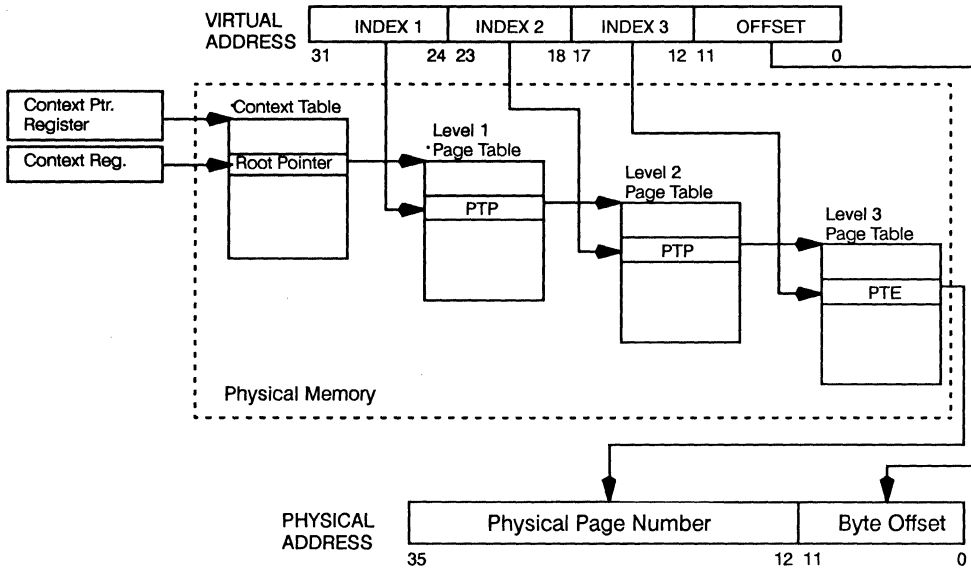 VIRTUAL
ADDRESS
INDEX 1
INDEX 2
INDEX 3
OFFSET
31
24
23
18
17
12
11
0
Context Ptr.
Register
Context Reg.
Context Table
Root Pointer
Level 1
Page Table
PTP
Level 2
Page Table
PTP
Level 3
Page Table
PTE
Physical Memory
PHYSICAL
ADDRESS
Physical Page Number
Byte Offset
35
12
11
0